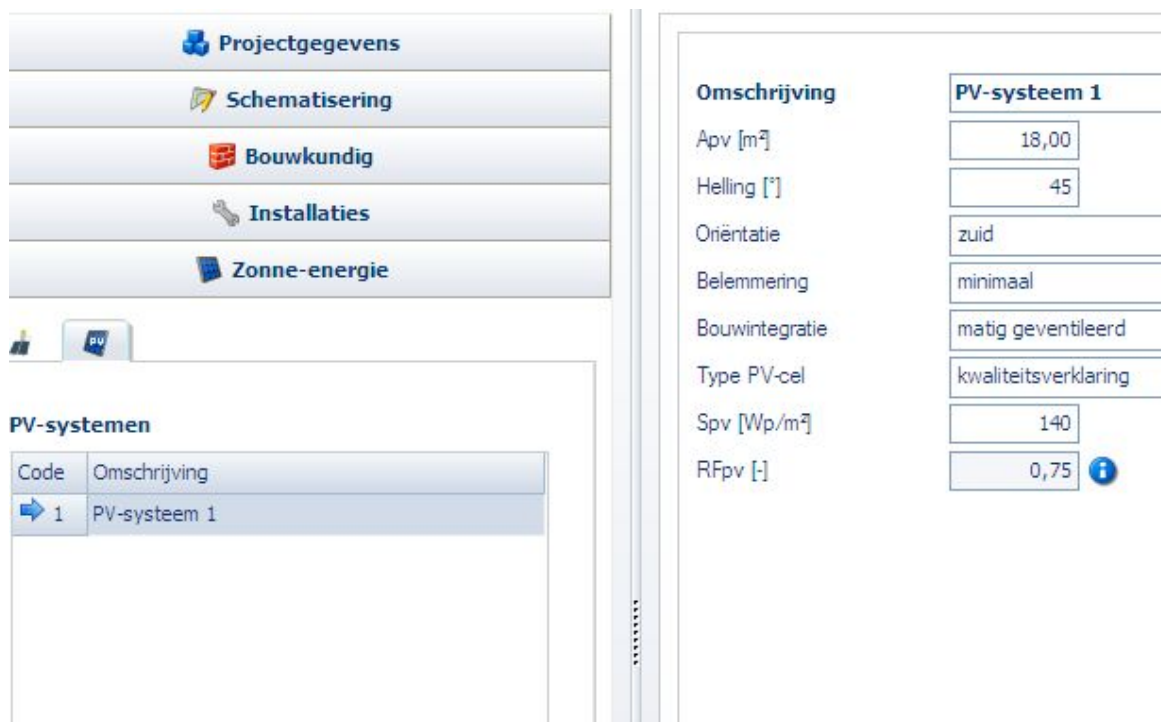 Projectgegevens
Schematisering
Bouwkundig
Installaties
Zonne-energie
PV
PV-systemen
Code Omschrijving
1 PV-systeem 1
Omschrijving PV-systeem 1
Apv [m²] 18,00
Helling [°] 45
Oriëntatie zuid
Belemmering minimaal
Bouwintegratie matig geventileerd
Type PV-cel kwaliteitsverklaring
Spv [Wp/m²] 140
RFpv [-] 0,75